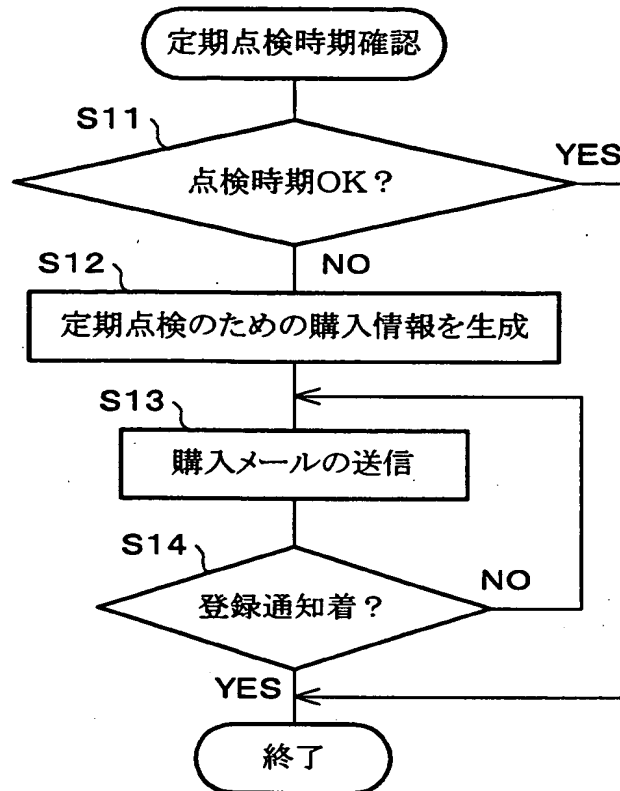 定期点検時期確認
S11
点検時期OK?
YES
NO
S12
定期点検のための購入情報を生成
S13
購入メールの送信
S14
登録通知着?
NO
YES
終了